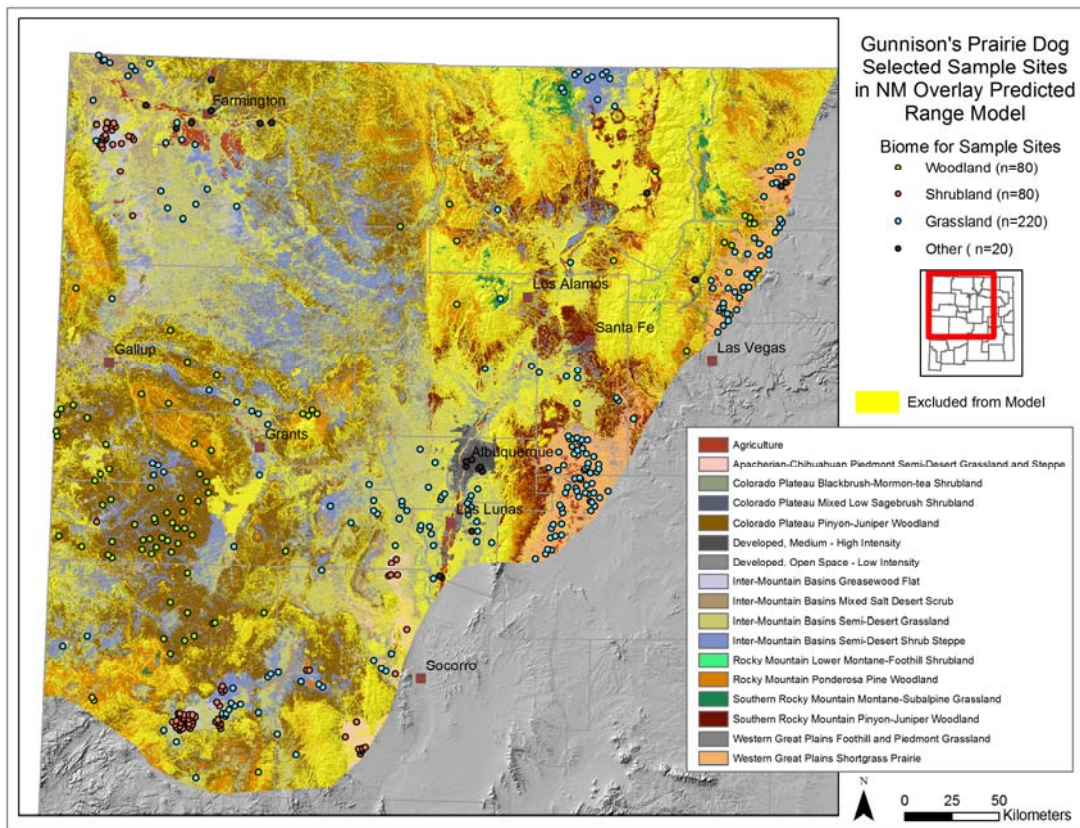 Gunnison's Prairie Dog
Selected Sample Sites
in NM Overlay Predicted
Range Model
Biome for Sample Sites
Woodland (n=80)
Shrubland (n=80)
Grassland (n=220)
Other ( n=20)
Excluded from Model
Farmington
Los Alamos
Santa Fe
Las Vegas
Gallup
Grants
Albuquerque
Los Lunas
Socorro
Agriculture
Apacherian-Chihuahuan Piedmont Semi-Desert Grassland and Steppe
Colorado Plateau Blackbrush-Mormon-tea Shrubland
Colorado Plateau Mixed Low Sagebrush Shrubland
Colorado Plateau Pinyon-Juniper Woodland
Developed, Medium - High Intensity
Developed, Open Space - Low Intensity
Inter-Mountain Basins Greasewood Flat
Inter-Mountain Basins Mixed Salt Desert Scrub
Inter-Mountain Basins Semi-Desert Grassland
Inter-Mountain Basins Semi-Desert Shrub Steppe
Rocky Mountain Lower Montane-Foothill Shrubland
Rocky Mountain Ponderosa Pine Woodland
Southern Rocky Mountain Montane-Subalpine Grassland
Southern Rocky Mountain Pinyon-Juniper Woodland
Western Great Plains Foothill and Piedmont Grassland
Western Great Plains Shortgrass Prairie
N
0 25 50
Kilometers